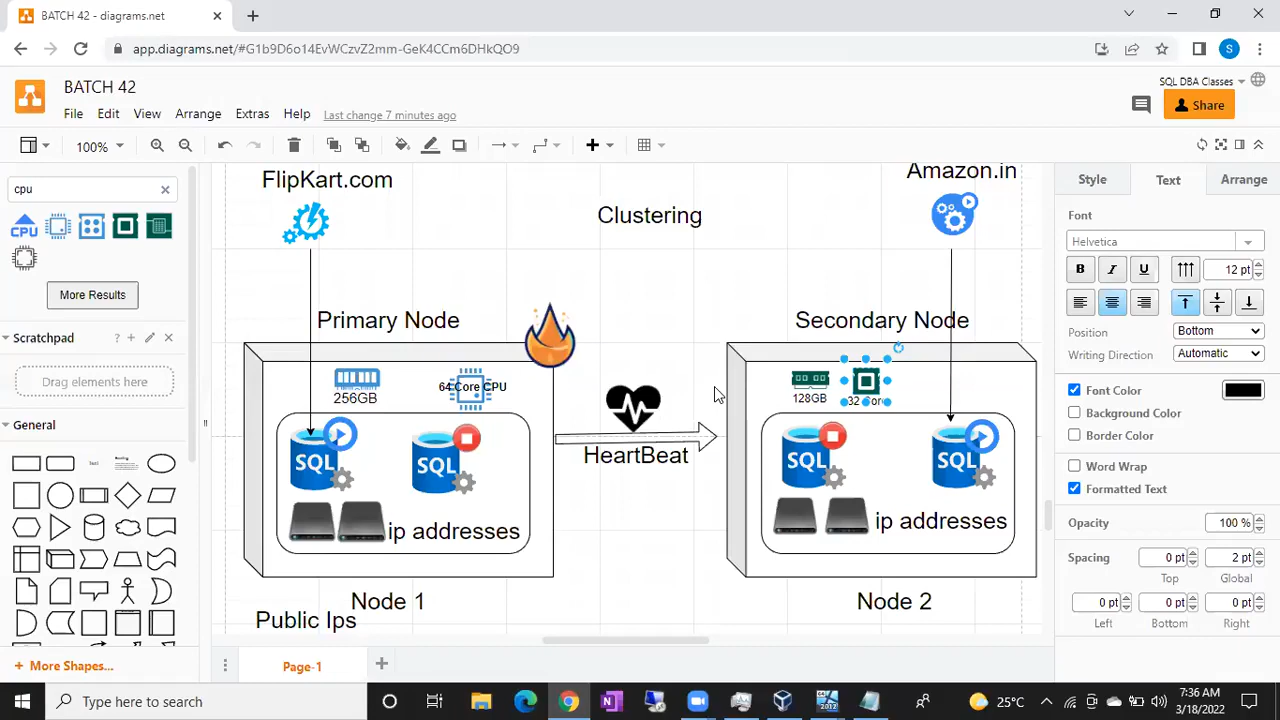 BATCH 42 - diagrams.net
app.diagrams.net/#G1b9D6o14EvWCzvZ2mm-GeK4CCm6DHkQO9
S
BATCH 42
SQL DBA Classes
File Edit View Arrange Extras Help Last change 7 minutes ago
Share
100%
cpu
CPU
More Results
Scratchpad
Drag elements here
General
Text
More Shapes...
FlipKart.com
Amazon.in
Clustering
Primary Node
Secondary Node
256GB
64 Core CPU
128GB
32 Core
SQL
SQL
SQL
SQL
HeartBeat
ip addresses
ip addresses
Node 1
Node 2
Public Ips
Page-1
Style Text Arrange
Font
Helvetica
B I U 12 pt
Position Bottom
Writing Direction Automatic
Font Color
Background Color
Border Color
Word Wrap
Formatted Text
Opacity 100 %
Spacing 0 pt 2 pt
Top Global
0 pt 0 pt 0 pt
Left Bottom Right
Type here to search
2017
25°C
7:36 AM
3/18/2022